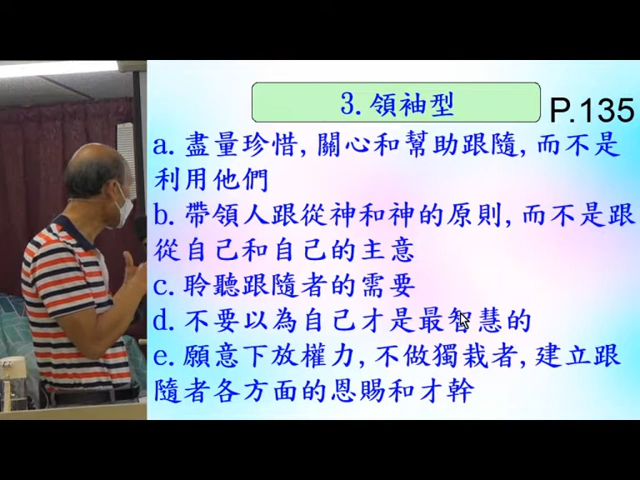 3.領袖型
P.135
a.盡量珍惜,關心和幫助跟隨,而不是
利用他們
b.帶領人跟從神和神的原則,而不是跟
從自己和自己的主意
c.聆聽跟隨者的需要
d.不要以為自己才是最智慧的
e.願意下放權力,不做獨栽者,建立跟
隨者各方面的恩賜和才幹